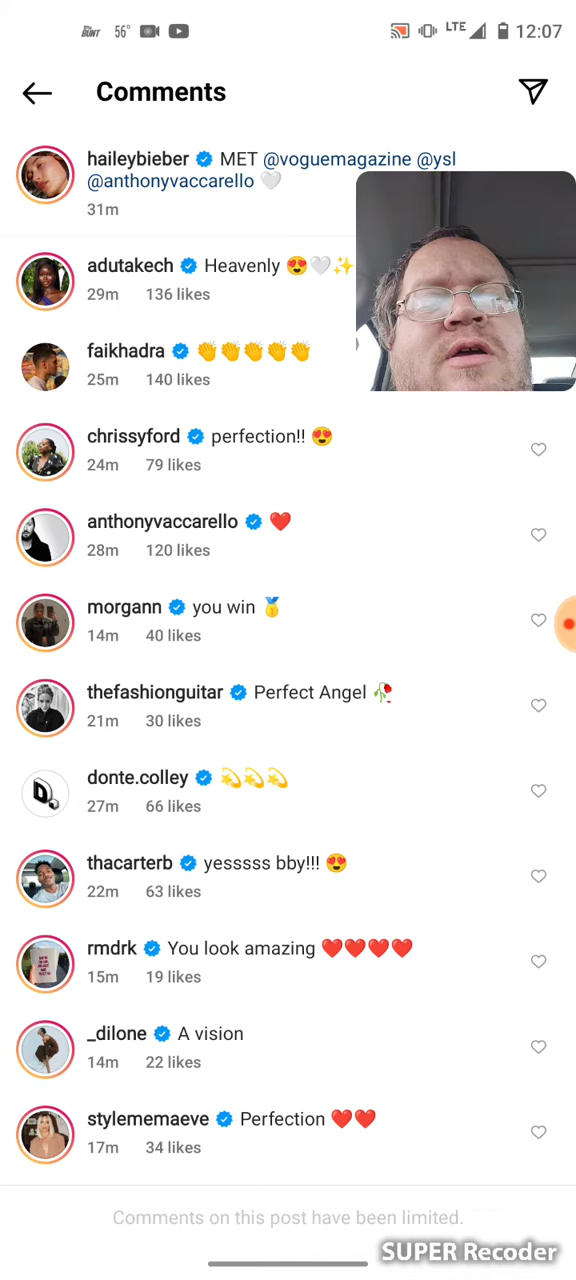 56° LTE 12:07
Comments
haileybieber MET @voguemagazine @ysl
@anthonyvaccarello 🤍
31m
adutakech Heavenly 😍🤍✨
29m 136 likes
faikhadra 👏👏👏👏👏
25m 140 likes
chrissyford perfection!! 😍
24m 79 likes
anthonyvaccarello ❤️
28m 120 likes
morgann you win 🥇
14m 40 likes
thefashionguitar Perfect Angel 🥀
21m 30 likes
donte.colley 💫💫💫
27m 66 likes
thacarterb yesssss bby!!! 😍
22m 63 likes
rmdrk You look amazing ❤️❤️❤️❤️
15m 19 likes
_dilone A vision
14m 22 likes
stylememaeve Perfection ❤️❤️
17m 34 likes
Comments on this post have been limited.
SUPER Recoder